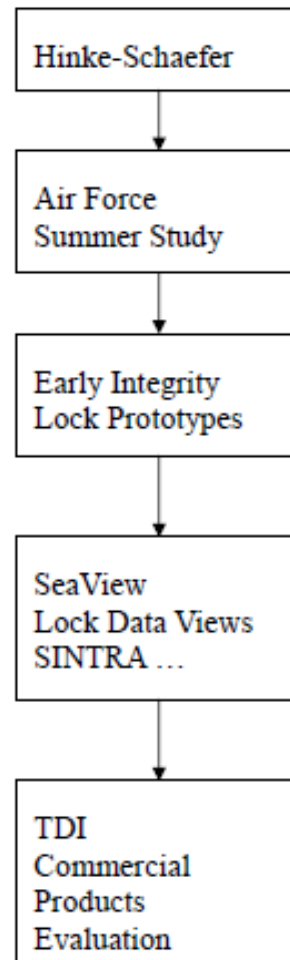 Hinke-Schaefer
Air Force
Summer Study
Early Integrity
Lock Prototypes
SeaView
Lock Data Views
SINTRA …
TDI
Commercial
Products
Evaluation